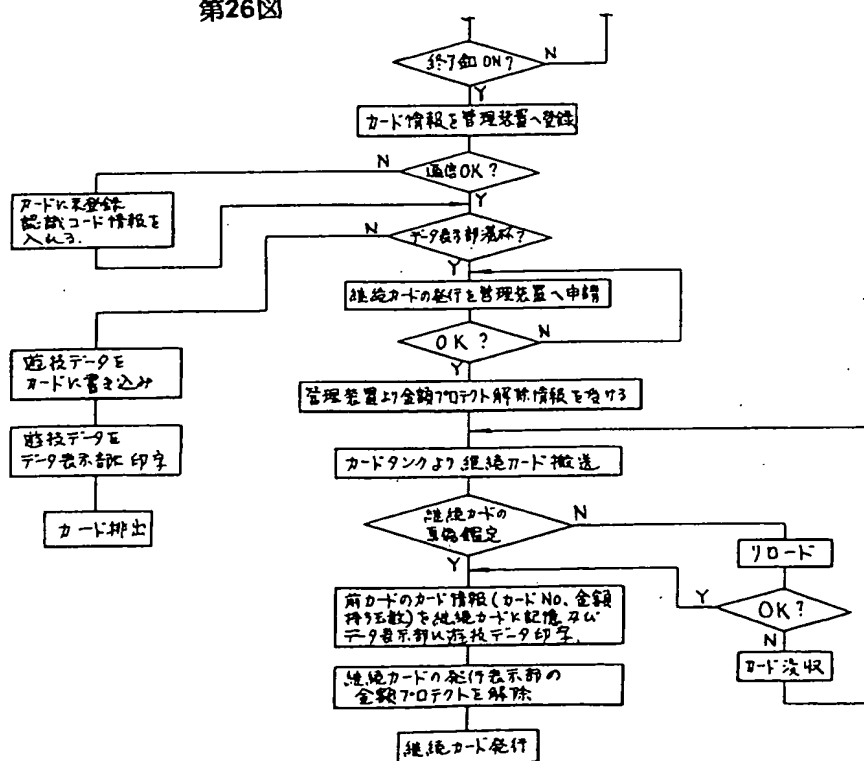 第26図
終了釦ON?
N
Y
カード情報を管理装置へ登録
通信OK?
N
Y
カードに未登録
認識コード情報を
入れる.
データ表示部満杯?
N
Y
継続カードの発行を管理装置へ申請
OK?
N
Y
管理装置より金額プロテクト解除情報を受ける
遊技データを
カードに書き込み
遊技データを
データ表示部に印字
カード排出
カードタンクより継続カード搬送
継続カードの
真偽鑑定
N
Y
リロード
OK?
Y
N
カード没収
前カードのカード情報(カードNo、金額
持ち玉数)を継続カードに記憶及び
データ表示部に遊技データ印字.
継続カードの発行表示部の
金額プロテクトを解除
継続カード発行